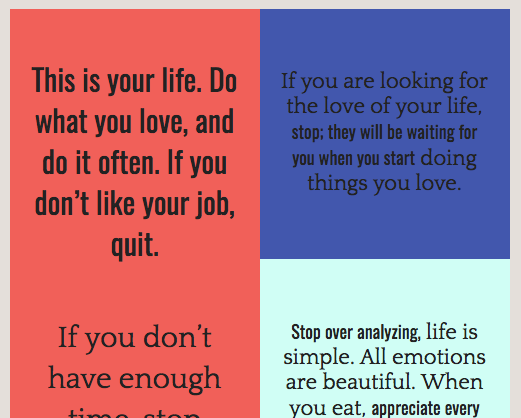 This is your life. Do
what you love, and
do it often. If you
don't like your job,
quit.
If you don't
have enough
time, stop
If you are looking for
the love of your life,
stop; they will be waiting for
you when you start doing
things you love.
Stop over analyzing, life is
simple. All emotions
are beautiful. When
you eat, appreciate every